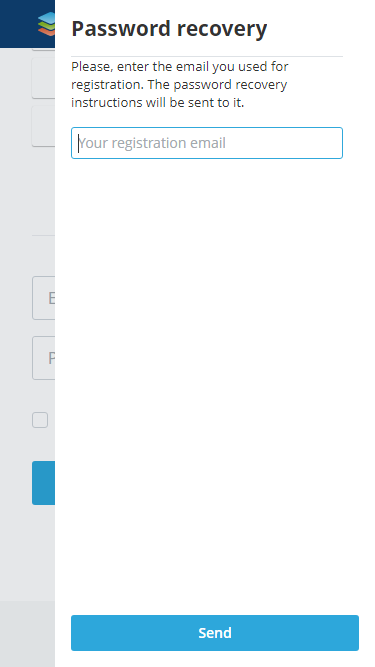 Password recovery
Please, enter the email you used for
registration. The password recovery
instructions will be sent to it.
Your registration email
E
P
Send